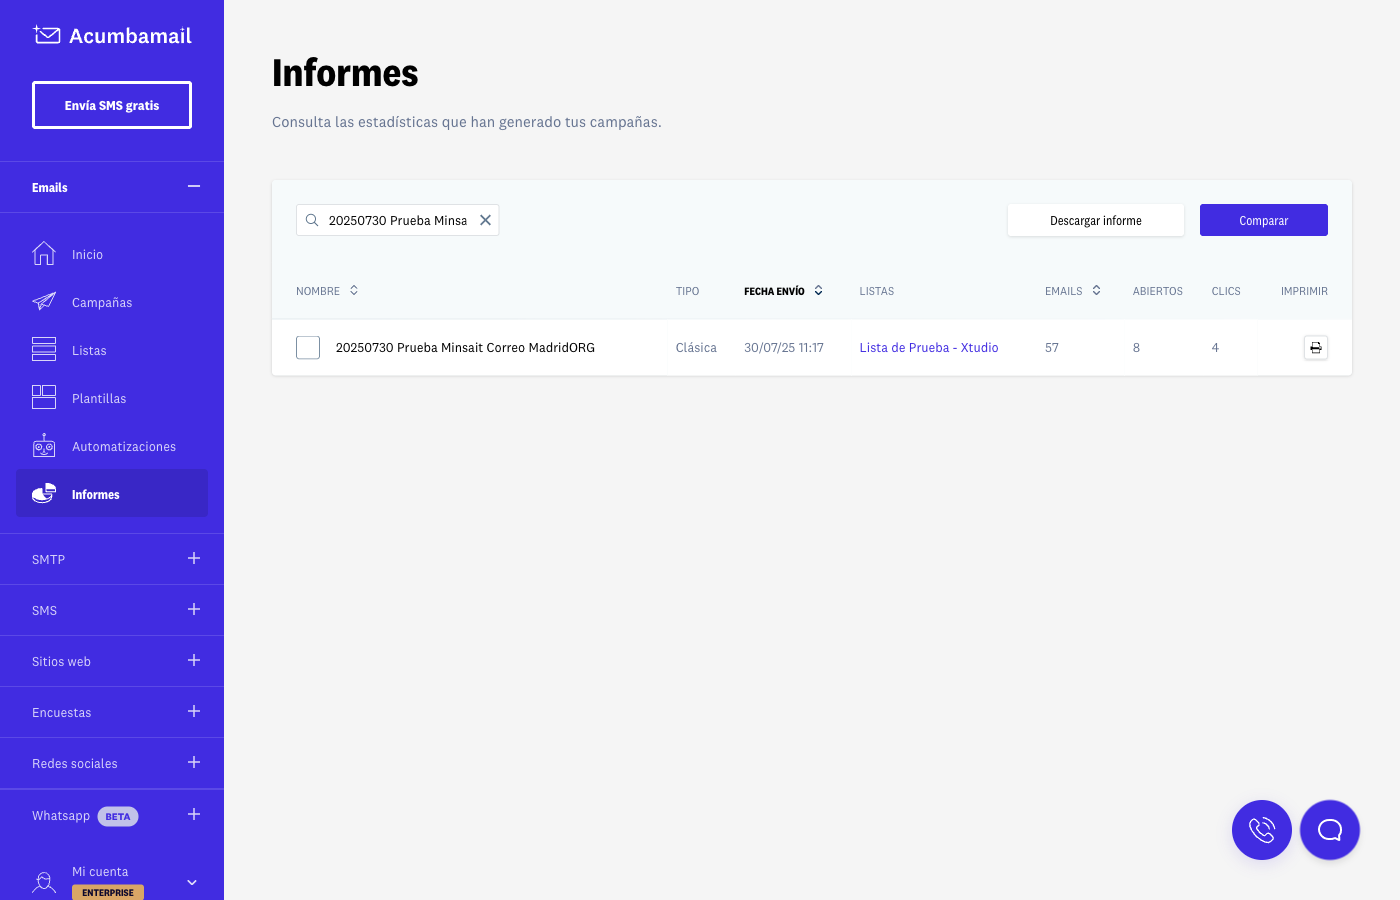 Acumbamail
Envía SMS gratis
Emails
Inicio
Campañas
Listas
Plantillas
Automatizaciones
Informes
SMTP
SMS
Sitios web
Encuestas
Redes sociales
Whatsapp BETA
Mi cuenta
ENTERPRISE
Informes
Consulta las estadísticas que han generado tus campañas.
20250730 Prueba Minsa
Descargar informe
Comparar
NOMBRE TIPO FECHA ENVÍO LISTAS EMAILS ABIERTOS CLICS IMPRIMIR
20250730 Prueba Minsait Correo MadridORG Clásica 30/07/25 11:17 Lista de Prueba - Xtudio 57 8 4